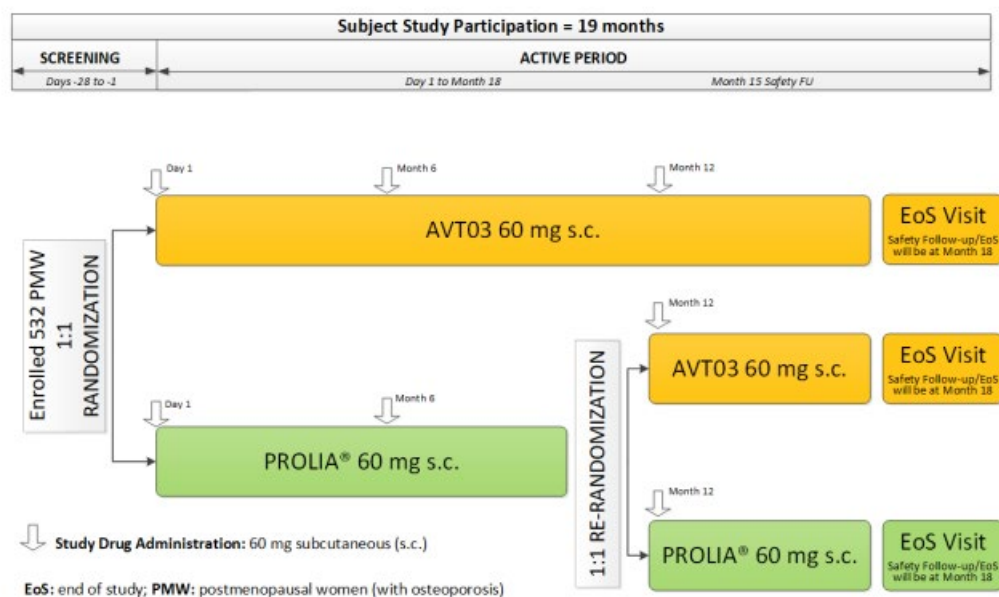 Subject Study Participation = 19 months
SCREENING
ACTIVE PERIOD
Days -28 to -1
Day 1 to Month 18
Month 15 Safety FU
Day 1
Month 6
Month 12
AVT03 60 mg s.c.
EoS Visit
Safety Follow-up/EoS
will be at Month 18
Enrolled 532 PMW
1:1
RANDOMIZATION
Month 12
AVT03 60 mg s.c.
EoS Visit
Safety Follow-up/EoS
will be at Month 18
1:1 RE-RANDOMIZATION
Day 1
Month 6
PROLIA® 60 mg s.c.
Month 12
PROLIA® 60 mg s.c.
EoS Visit
Safety Follow-up/EoS
will be at Month 18
Study Drug Administration: 60 mg subcutaneous (s.c.)
EoS: end of study; PMW: postmenopausal women (with osteoporosis)